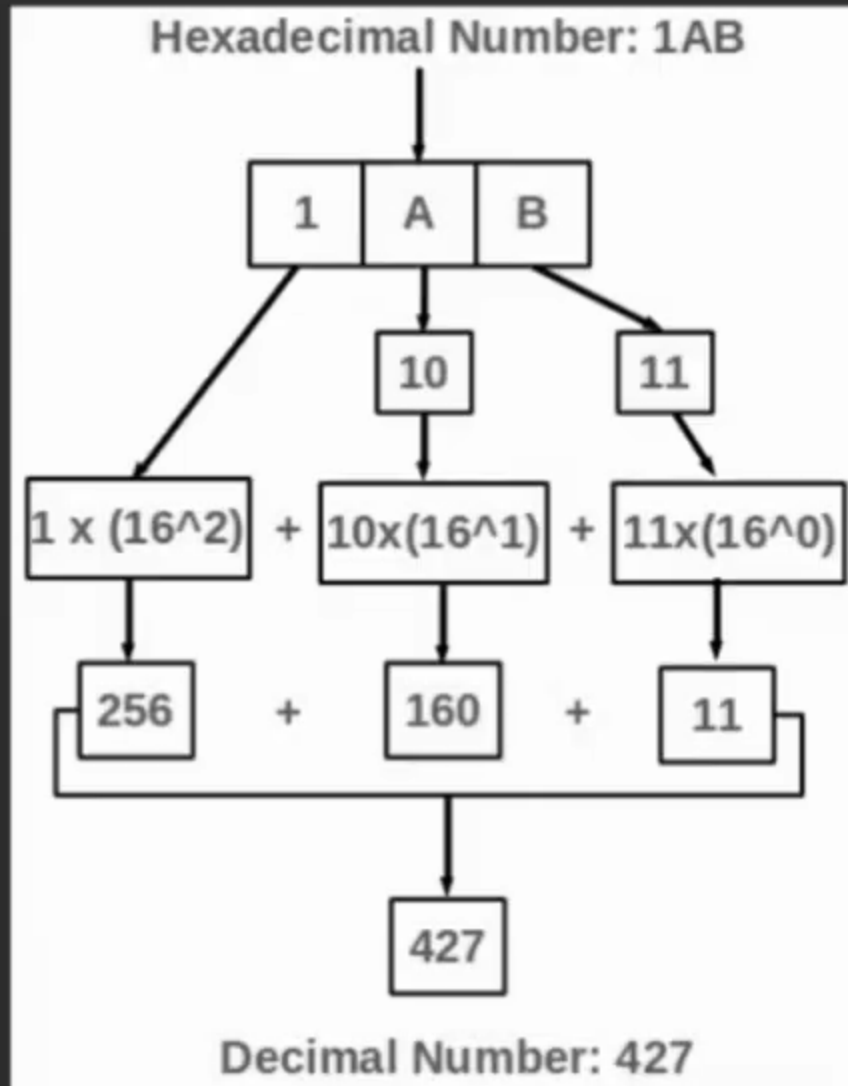 Hexadecimal Number: 1AB
1 A B
10 11
1 x (16^2) + 10x(16^1) + 11x(16^0)
256 + 160 + 11
427
Decimal Number: 427